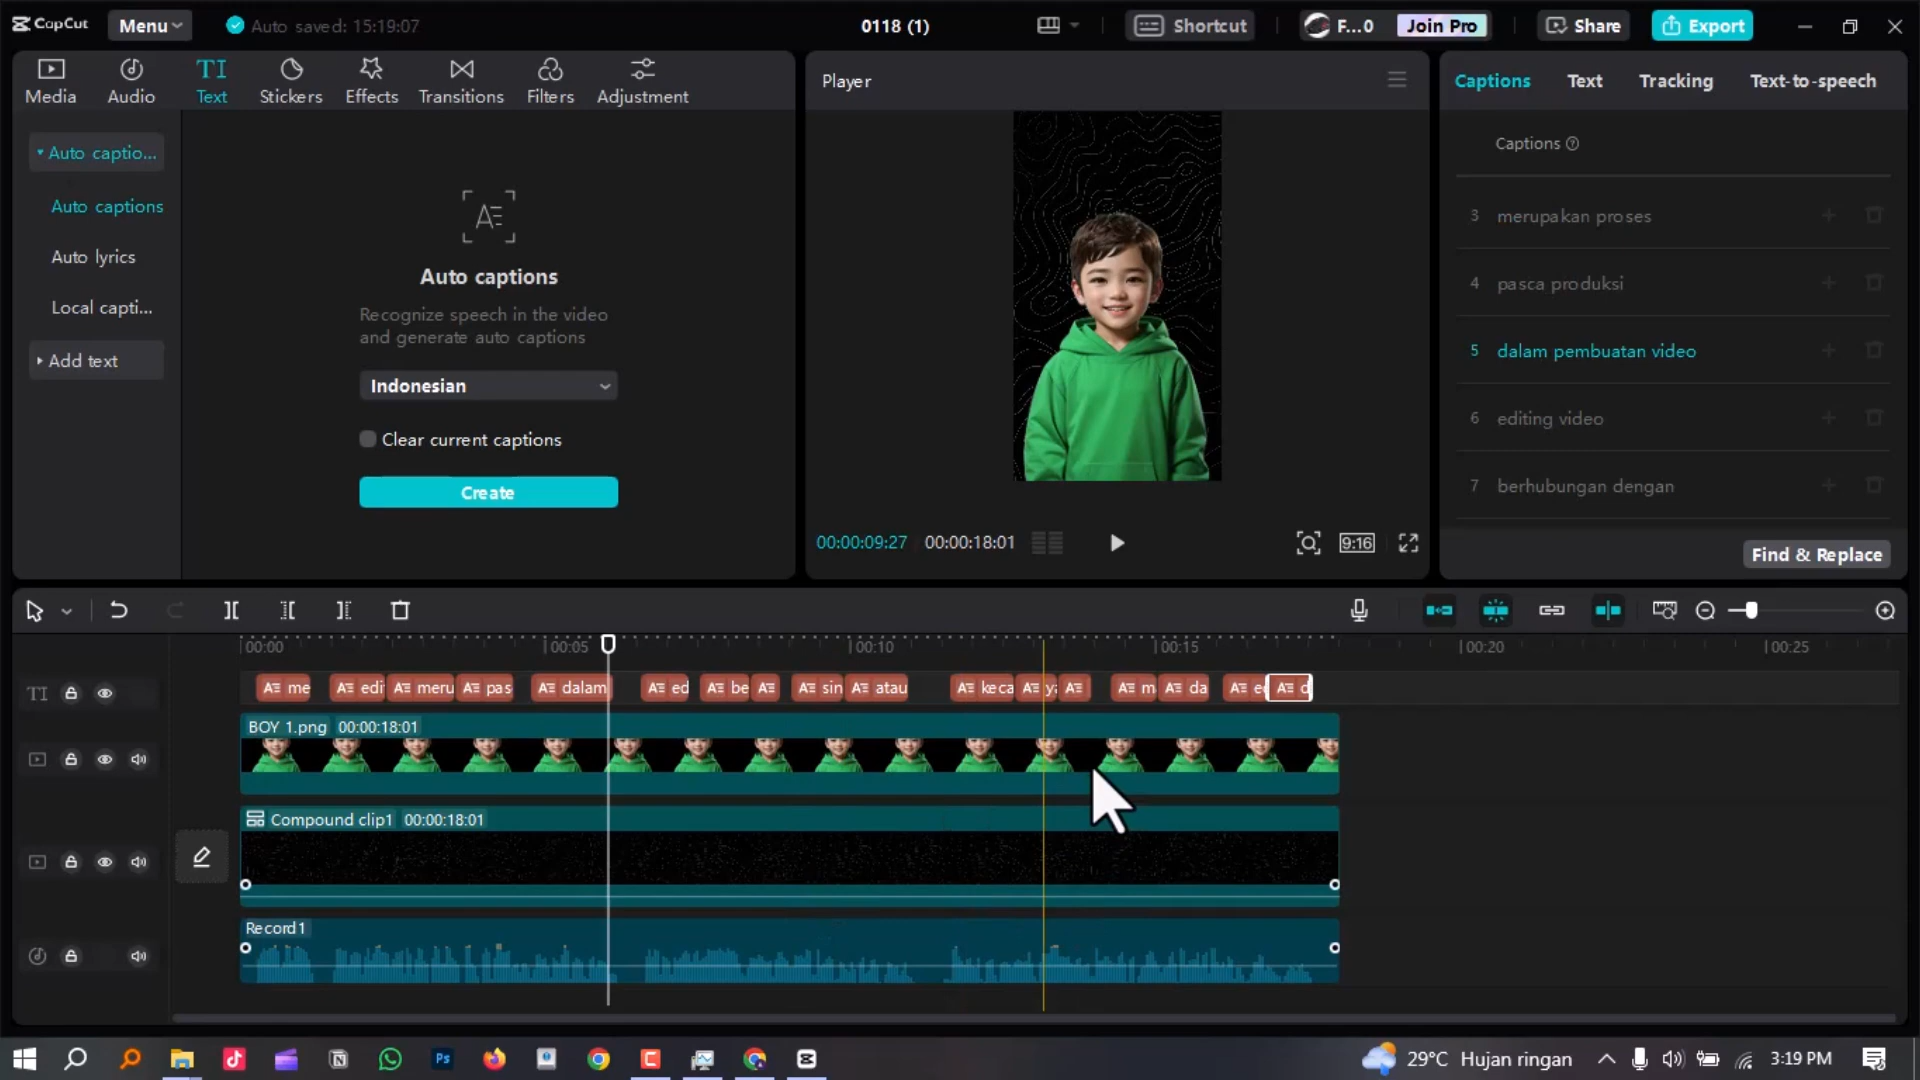 CapCut
Menu
Auto saved: 15:19:07
0118 (1)
Shortcut
F...0
Join Pro
Share
Export
Media
Audio
TI
Text
Stickers
Effects
Transitions
Filters
Adjustment
Auto captio...
Auto captions
Auto lyrics
Local capti...
Add text
Auto captions
Recognize speech in the video
and generate auto captions
Indonesian
Clear current captions
Create
Player
00:00:09:27
00:00:18:01
9:16
Captions
Text
Tracking
Text-to-speech
Captions
3 merupakan proses
4 pasca produksi
5 dalam pembuatan video
6 editing video
7 berhubungan dengan
Find & Replace
00:00
00:05
00:10
00:15
00:20
00:25
TI
me
edi
meru
pas
dalam
ed
be
sin
atau
keca
ya
m
da
e
d
BOY 1.png 00:00:18:01
Compound clip1 00:00:18:01
Record1
Ps
29°C Hujan ringan
3:19 PM